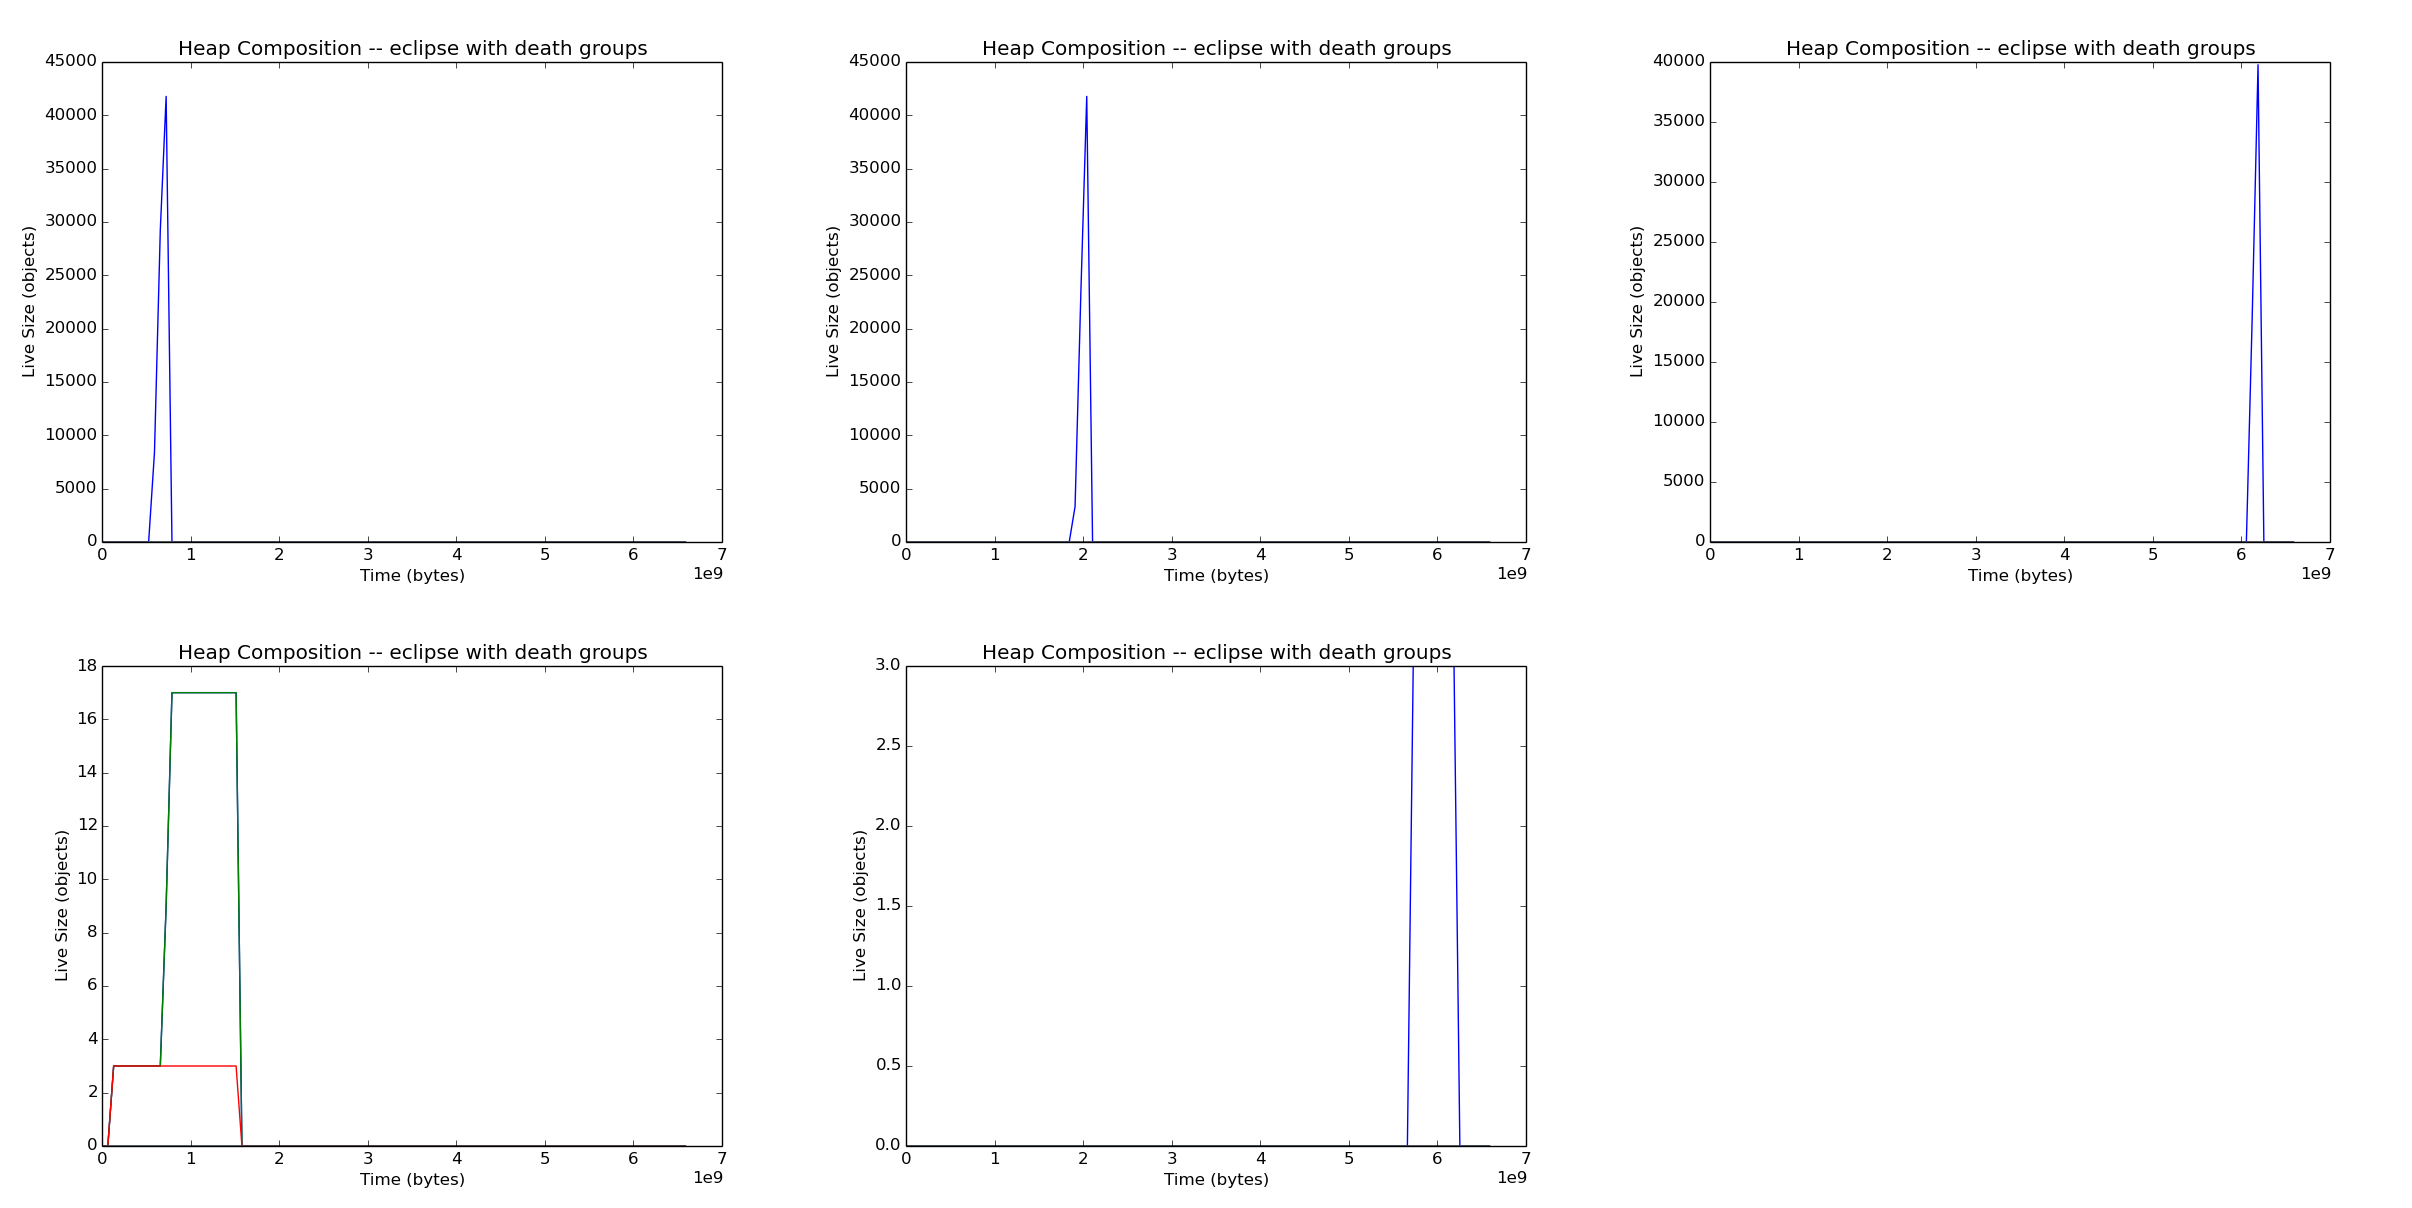 Heap Composition -- eclipse with death groups
45000
40000
35000
30000
25000
20000
15000
10000
5000
0
Live Size (objects)
0 1 2 3 4 5 6 7
1e9
Time (bytes)
Heap Composition -- eclipse with death groups
45000
40000
35000
30000
25000
20000
15000
10000
5000
0
Live Size (objects)
0 1 2 3 4 5 6 7
1e9
Time (bytes)
Heap Composition -- eclipse with death groups
40000
35000
30000
25000
20000
15000
10000
5000
0
Live Size (objects)
0 1 2 3 4 5 6 7
1e9
Time (bytes)
Heap Composition -- eclipse with death groups
18
16
14
12
10
8
6
4
2
0
Live Size (objects)
0 1 2 3 4 5 6 7
1e9
Time (bytes)
Heap Composition -- eclipse with death groups
3.0
2.5
2.0
1.5
1.0
0.5
0.0
Live Size (objects)
0 1 2 3 4 5 6 7
1e9
Time (bytes)